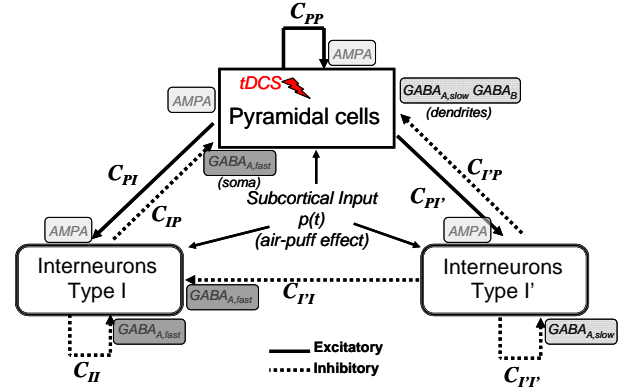 C_PP
AMPA
tDCS
AMPA
Pyramidal cells
GABA_A,slow GABA_B
(dendrites)
GABA_A,fast
(soma)
C_PI
C_IP
Subcortical Input
p(t)
(air-puff effect)
C_PI'
C_I'P
AMPA
AMPA
Interneurons
Type I
Interneurons
Type I'
GABA_A,fast
C_I'I
GABA_A,fast
GABA_A,slow
C_II
Excitatory
Inhibitory
C_I'I'